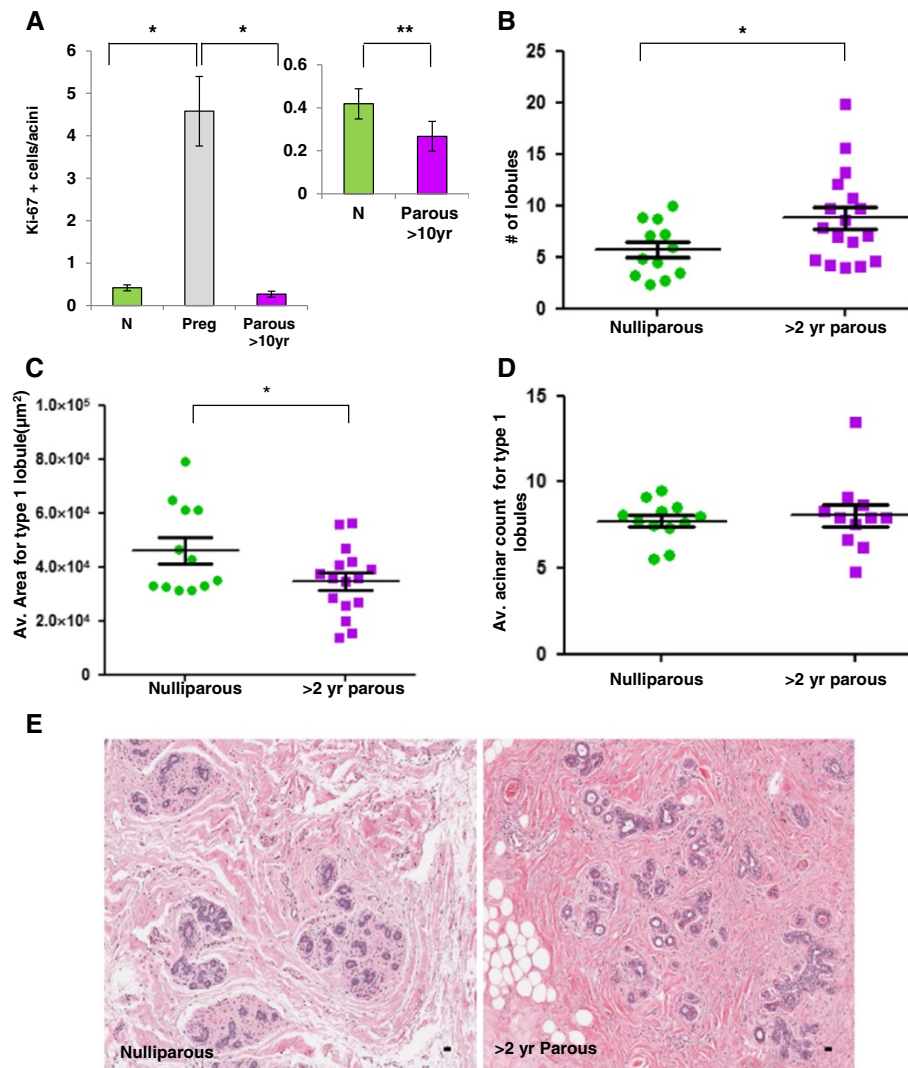 A
*
*
Ki-67 + cells/acini
6
5
4
3
2
1
0
N
Preg
Parous
>10yr
**
0.6
0.4
0.2
0
N
Parous
>10yr
B
*
# of lobules
25
20
15
10
5
0
Nulliparous
>2 yr parous
C
*
Av. Area for type 1 lobule(µm²)
1.0×10⁵
8.0×10⁴
6.0×10⁴
4.0×10⁴
2.0×10⁴
0
Nulliparous
>2 yr parous
D
Av. acinar count for type 1
lobules
15
10
5
0
Nulliparous
>2 yr parous
E
Nulliparous
>2 yr Parous